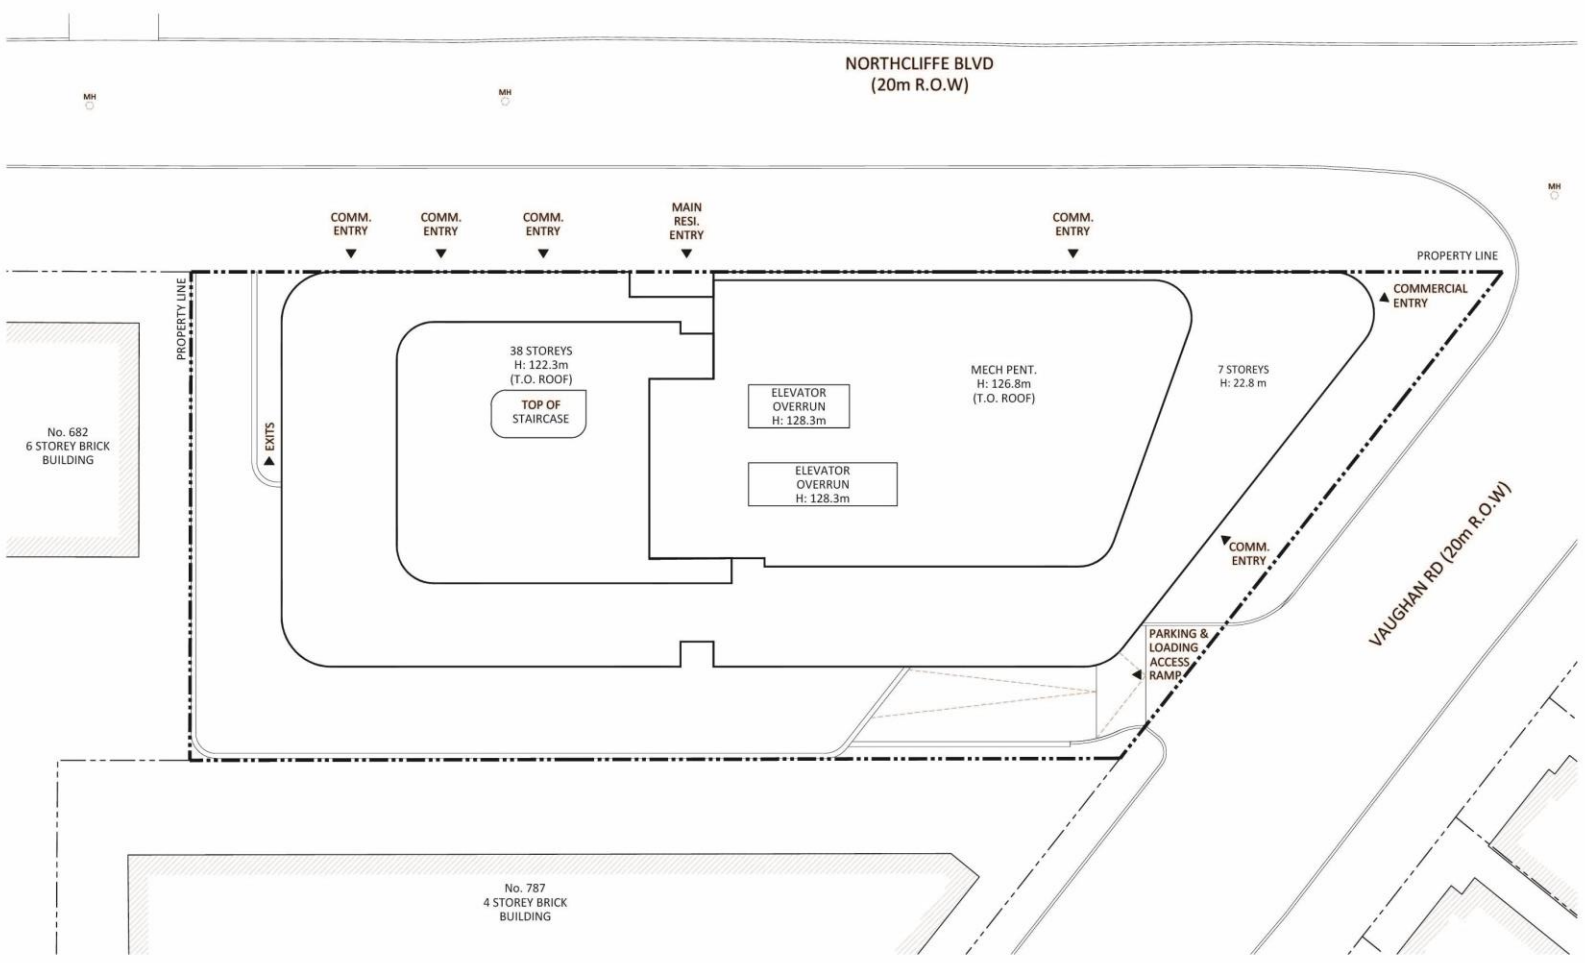 NORTHCLIFFE BLVD
(20m R.O.W)
MH
MH
MH
COMM.
ENTRY
COMM.
ENTRY
COMM.
ENTRY
MAIN
RESI.
ENTRY
COMM.
ENTRY
PROPERTY LINE
PROPERTY LINE
COMMERCIAL
ENTRY
38 STOREYS
H: 122.3m
(T.O. ROOF)
TOP OF
STAIRCASE
ELEVATOR
OVERRUN
H: 128.3m
ELEVATOR
OVERRUN
H: 128.3m
MECH PENT.
H: 126.8m
(T.O. ROOF)
7 STOREYS
H: 22.8 m
No. 682
6 STOREY BRICK
BUILDING
EXITS
COMM.
ENTRY
VAUGHAN RD (20m R.O.W)
PARKING &
LOADING
ACCESS
RAMP
No. 787
4 STOREY BRICK
BUILDING